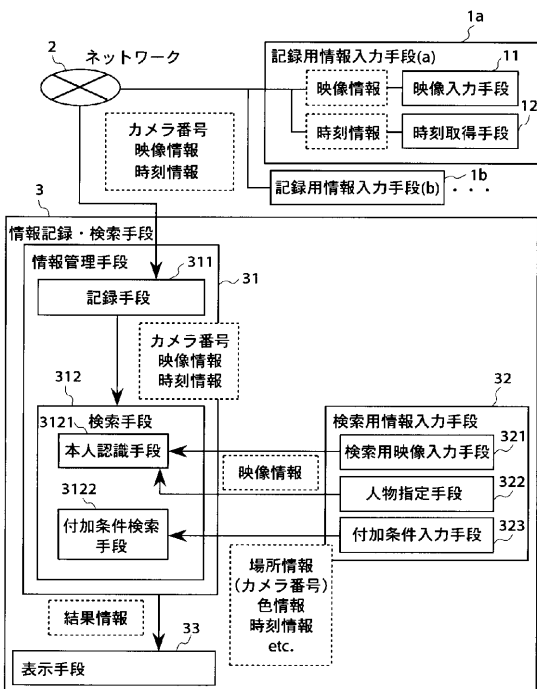 1a
2
ネットワーク
記録用情報入力手段(a)
11
映像情報
映像入力手段
12
時刻情報
時刻取得手段
カメラ番号
映像情報
時刻情報
1b
記録用情報入力手段(b)
・・・
3
情報記録・検索手段
情報管理手段
311
31
記録手段
カメラ番号
映像情報
時刻情報
312
検索手段
3121
本人認識手段
32
検索用情報入力手段
321
検索用映像入力手段
映像情報
322
人物指定手段
3122
付加条件検索
手段
323
付加条件入力手段
場所情報
(カメラ番号)
色情報
時刻情報
etc.
結果情報
33
表示手段